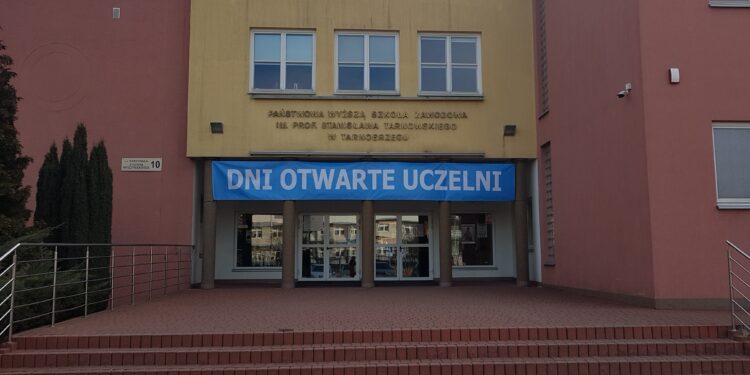 PAŃSTWOWA WYŻSZA SZKOŁA ZAWODOWA
IM. PROF. STANISŁAWA TARNOWSKIEGO
W TARNOBRZEGU
DNI OTWARTE UCZELNI
10